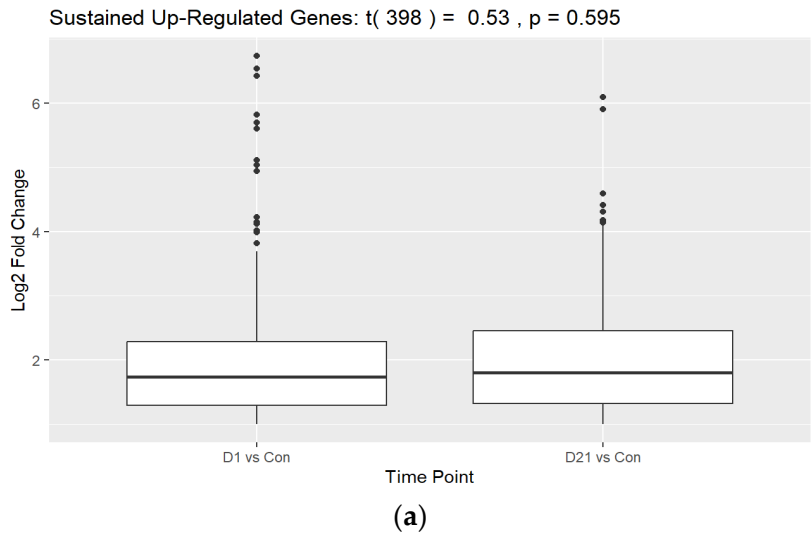 Sustained Up-Regulated Genes: t( 398 ) =  0.53 , p = 0.595
6
4
2
Log2 Fold Change
D1 vs Con
D21 vs Con
Time Point
(a)